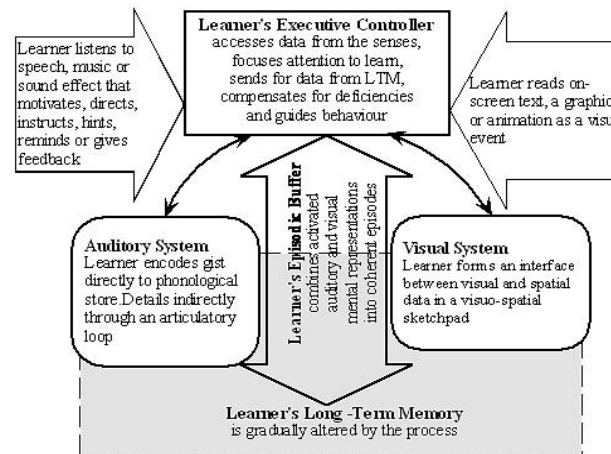 Learner's Executive Controller
accesses data from the senses,
focuses attention to learn,
sends for data from LTM,
compensates for deficiencies
and guides behaviour
Learner listens to
speech, music or
sound effect that
motivates, directs,
instructs, hints,
reminds or gives
feedback
Learner reads on-
screen text, a graphic
or animation as a
event
Learner's Episodic Buffer
combines activated
auditory and visual
mental representations
into coherent episodes
Auditory System
Learner encodes gist
directly to phonological
store.Details indirectly
through an articulatory
loop
Visual System
Learner forms an interface
between visual and spatial
data in a visuo-spatial
sketchpad
Learner's Long -Term Memory
is gradually altered by the process